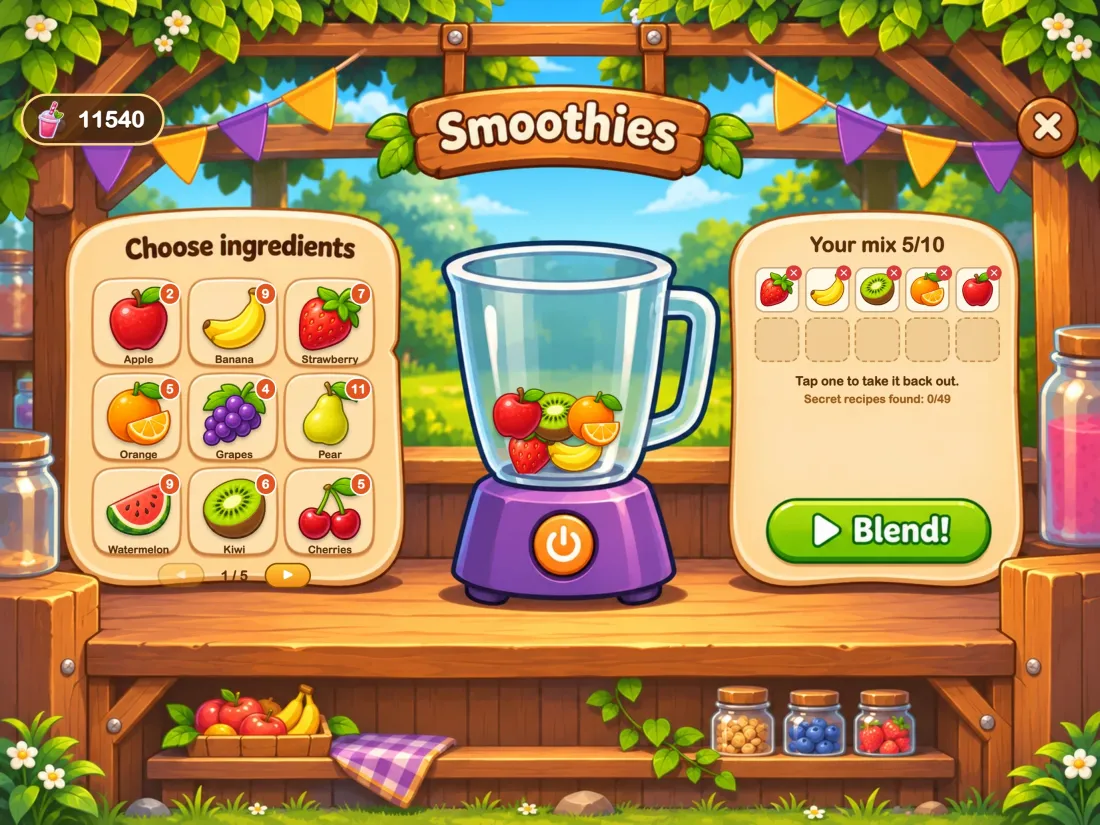 11540
Smoothies
Choose ingredients
2
Apple
9
Banana
7
Strawberry
5
Orange
4
Grapes
11
Pear
9
Watermelon
6
Kiwi
5
Cherries
1 / 5
Your mix 5/10
Tap one to take it back out.
Secret recipes found: 0/49
Blend!